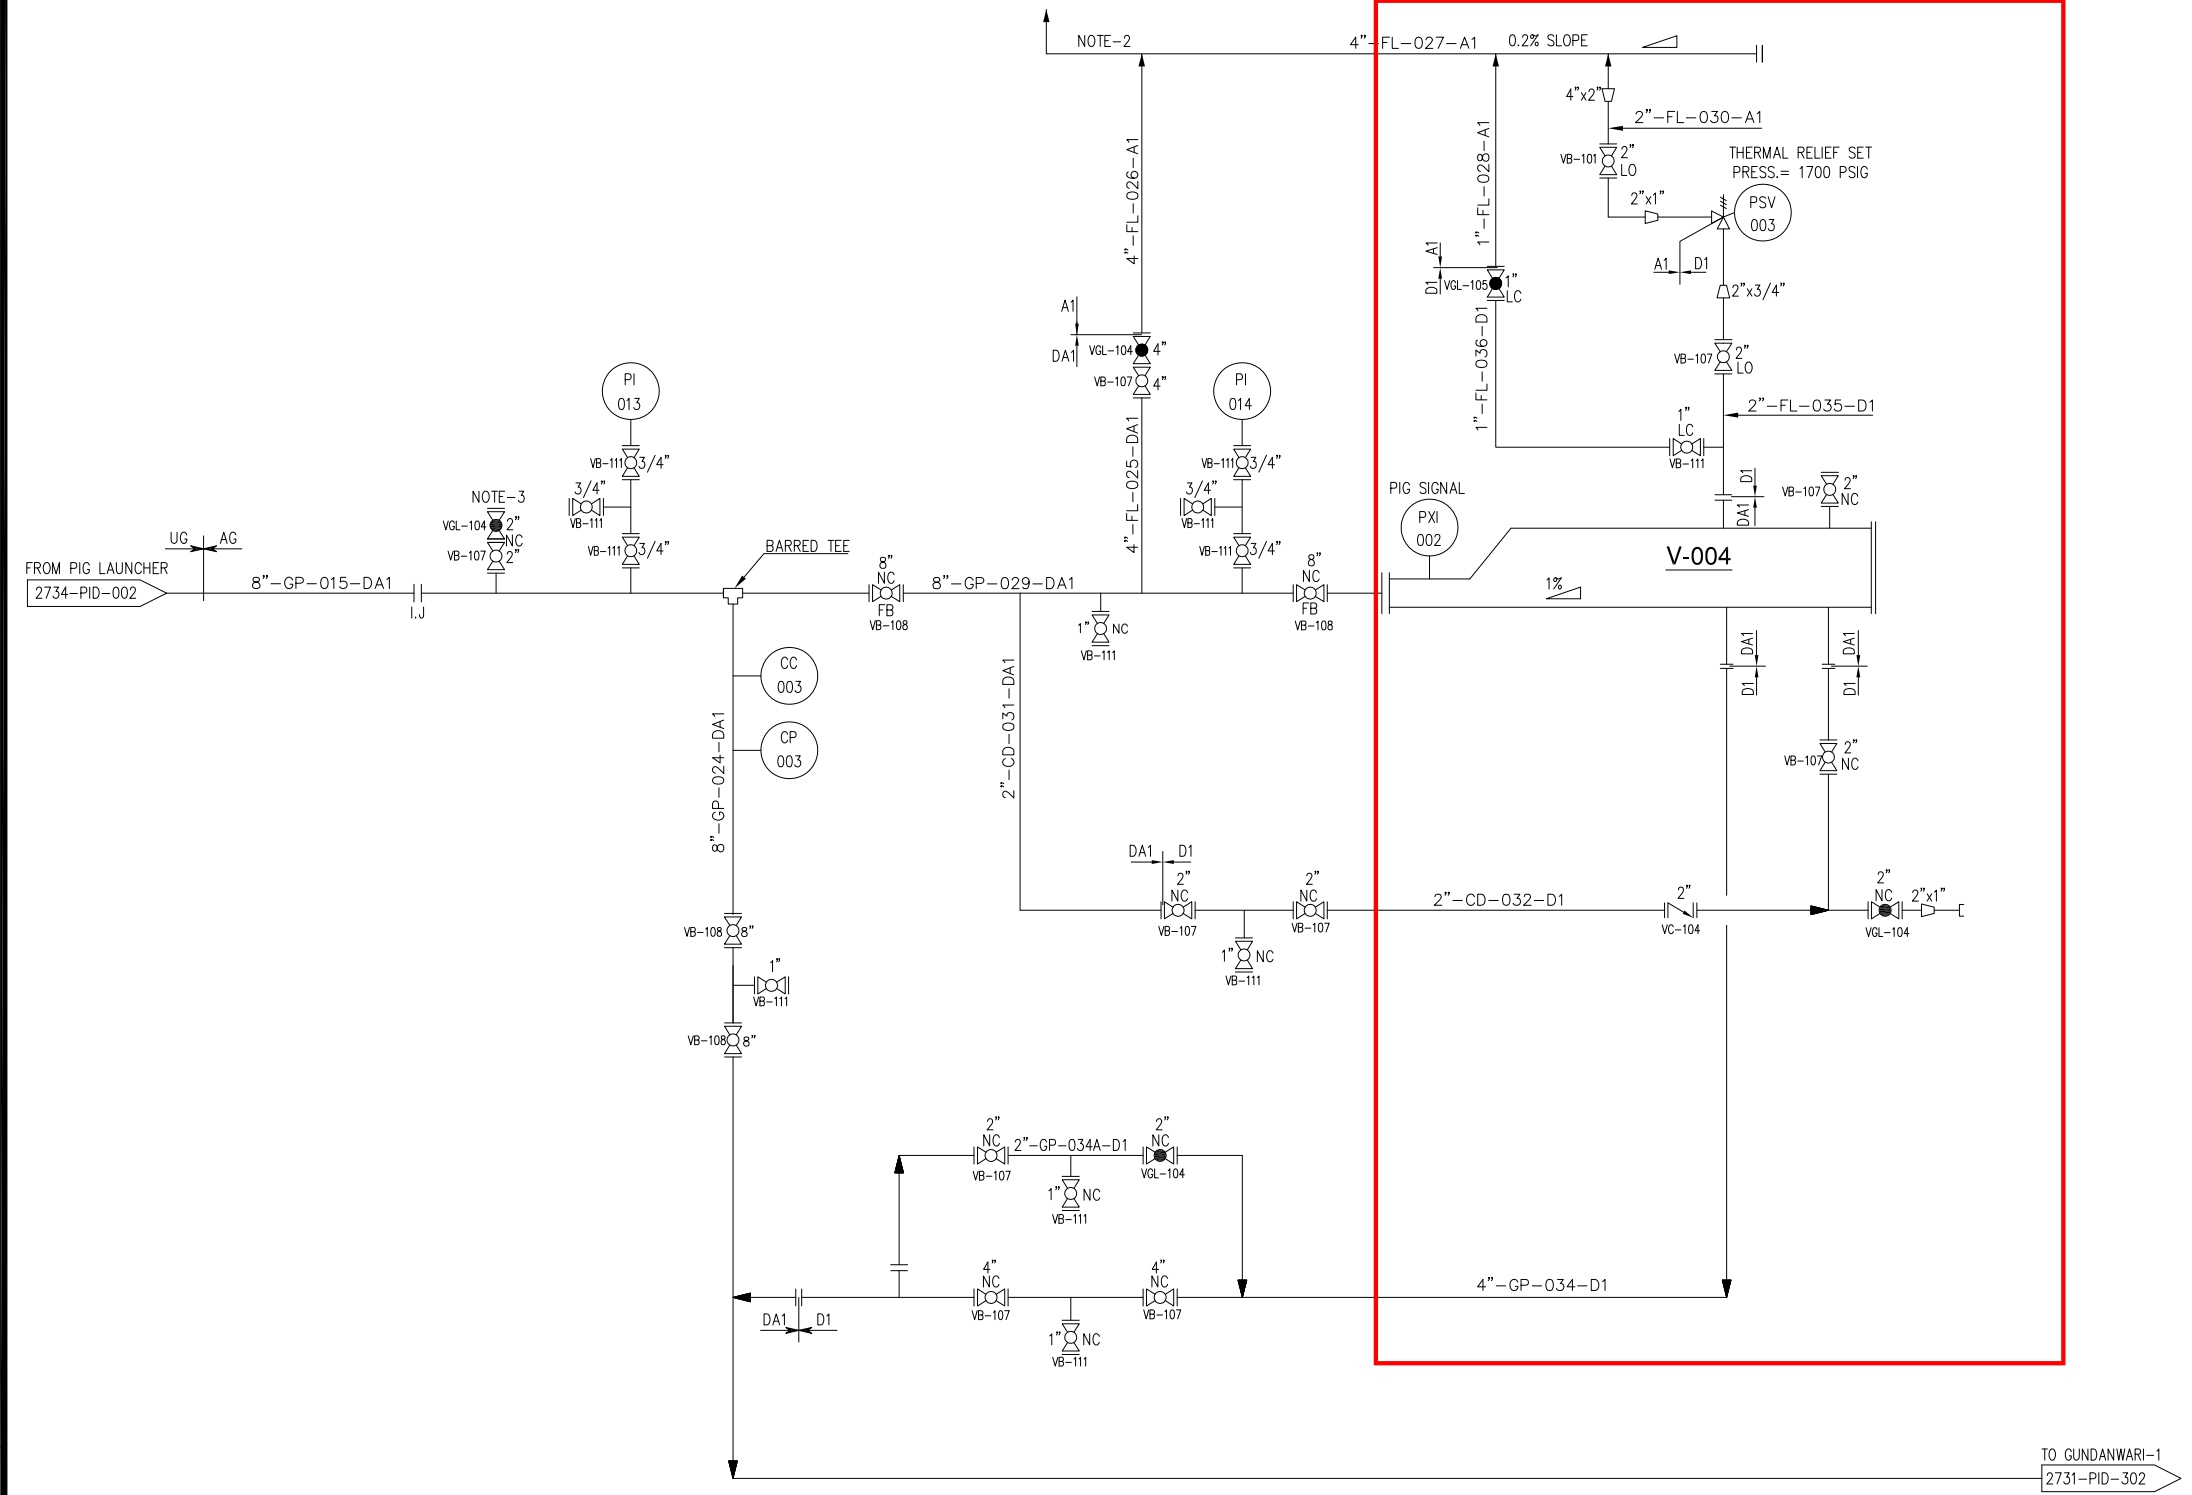 NOTE-2
4"-FL-027-A1
0.2% SLOPE
4"x2"
2"-FL-030-A1
VB-101
2"
LO
THERMAL RELIEF SET
PRESS.= 1700 PSIG
PSV
003
2"x1"
A1
D1
2"x3/4"
VB-107
2"
LO
2"-FL-035-D1
1"-FL-028-A1
A1
D1
VGL-105
1"
LC
1"-FL-036-D1
1"
LC
VB-111
D1
DA1
VB-107
2"
NC
4"-FL-026-A1
A1
DA1
VGL-104
4"
VB-107
4"
4"-FL-025-DA1
PI
013
VB-111
3/4"
3/4"
VB-111
VB-111
3/4"
PI
014
VB-111
3/4"
3/4"
VB-111
VB-111
3/4"
NOTE-3
VGL-104
2"
NC
VB-107
2"
PIG SIGNAL
PXI
002
V-004
1%
UG
AG
FROM PIG LAUNCHER
2734-PID-002
8"-GP-015-DA1
I.J
BARRED TEE
8"
NC
FB
VB-108
8"-GP-029-DA1
1"
NC
VB-111
8"
NC
FB
VB-108
CC
003
CP
003
8"-GP-024-DA1
2"-CD-031-DA1
DA1
D1
DA1
D1
VB-107
2"
NC
DA1
D1
2"
NC
VB-107
2"
NC
VB-107
1"
NC
VB-111
2"-CD-032-D1
2"
VC-104
2"
NC
VGL-104
2"x1"
VB-108
8"
1"
VB-111
VB-108
8"
2"
NC
VB-107
2"-GP-034A-D1
2"
NC
VGL-104
1"
NC
VB-111
4"
NC
VB-107
4"
NC
VB-107
1"
NC
VB-111
4"-GP-034-D1
DA1
D1
TO GUNDANWARI-1
2731-PID-302